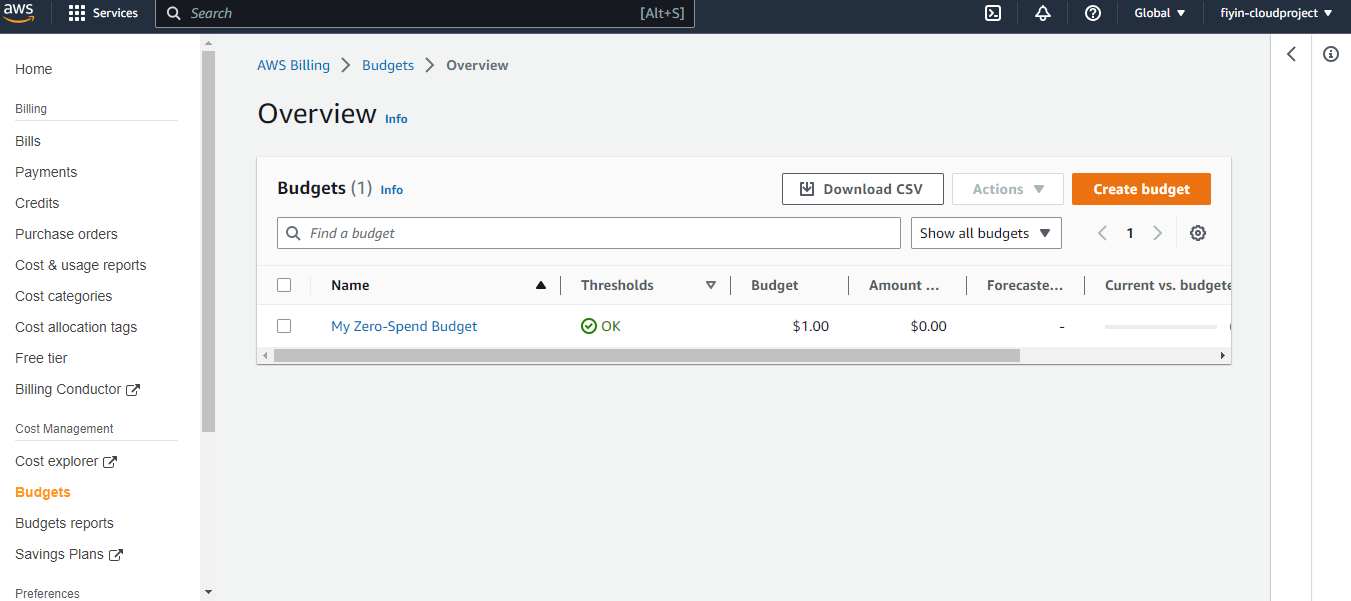 aws
Services
Search
[Alt+S]
Global
fiyin-cloudproject
Home
Billing
Bills
Payments
Credits
Purchase orders
Cost & usage reports
Cost categories
Cost allocation tags
Free tier
Billing Conductor
Cost Management
Cost explorer
Budgets
Budgets reports
Savings Plans
Preferences
AWS Billing > Budgets > Overview
Overview Info
Budgets (1) Info
Download CSV
Actions
Create budget
Find a budget
Show all budgets
1
Name Thresholds Budget Amount ... Forecaste... Current vs. budgete
My Zero-Spend Budget OK $1.00 $0.00 -